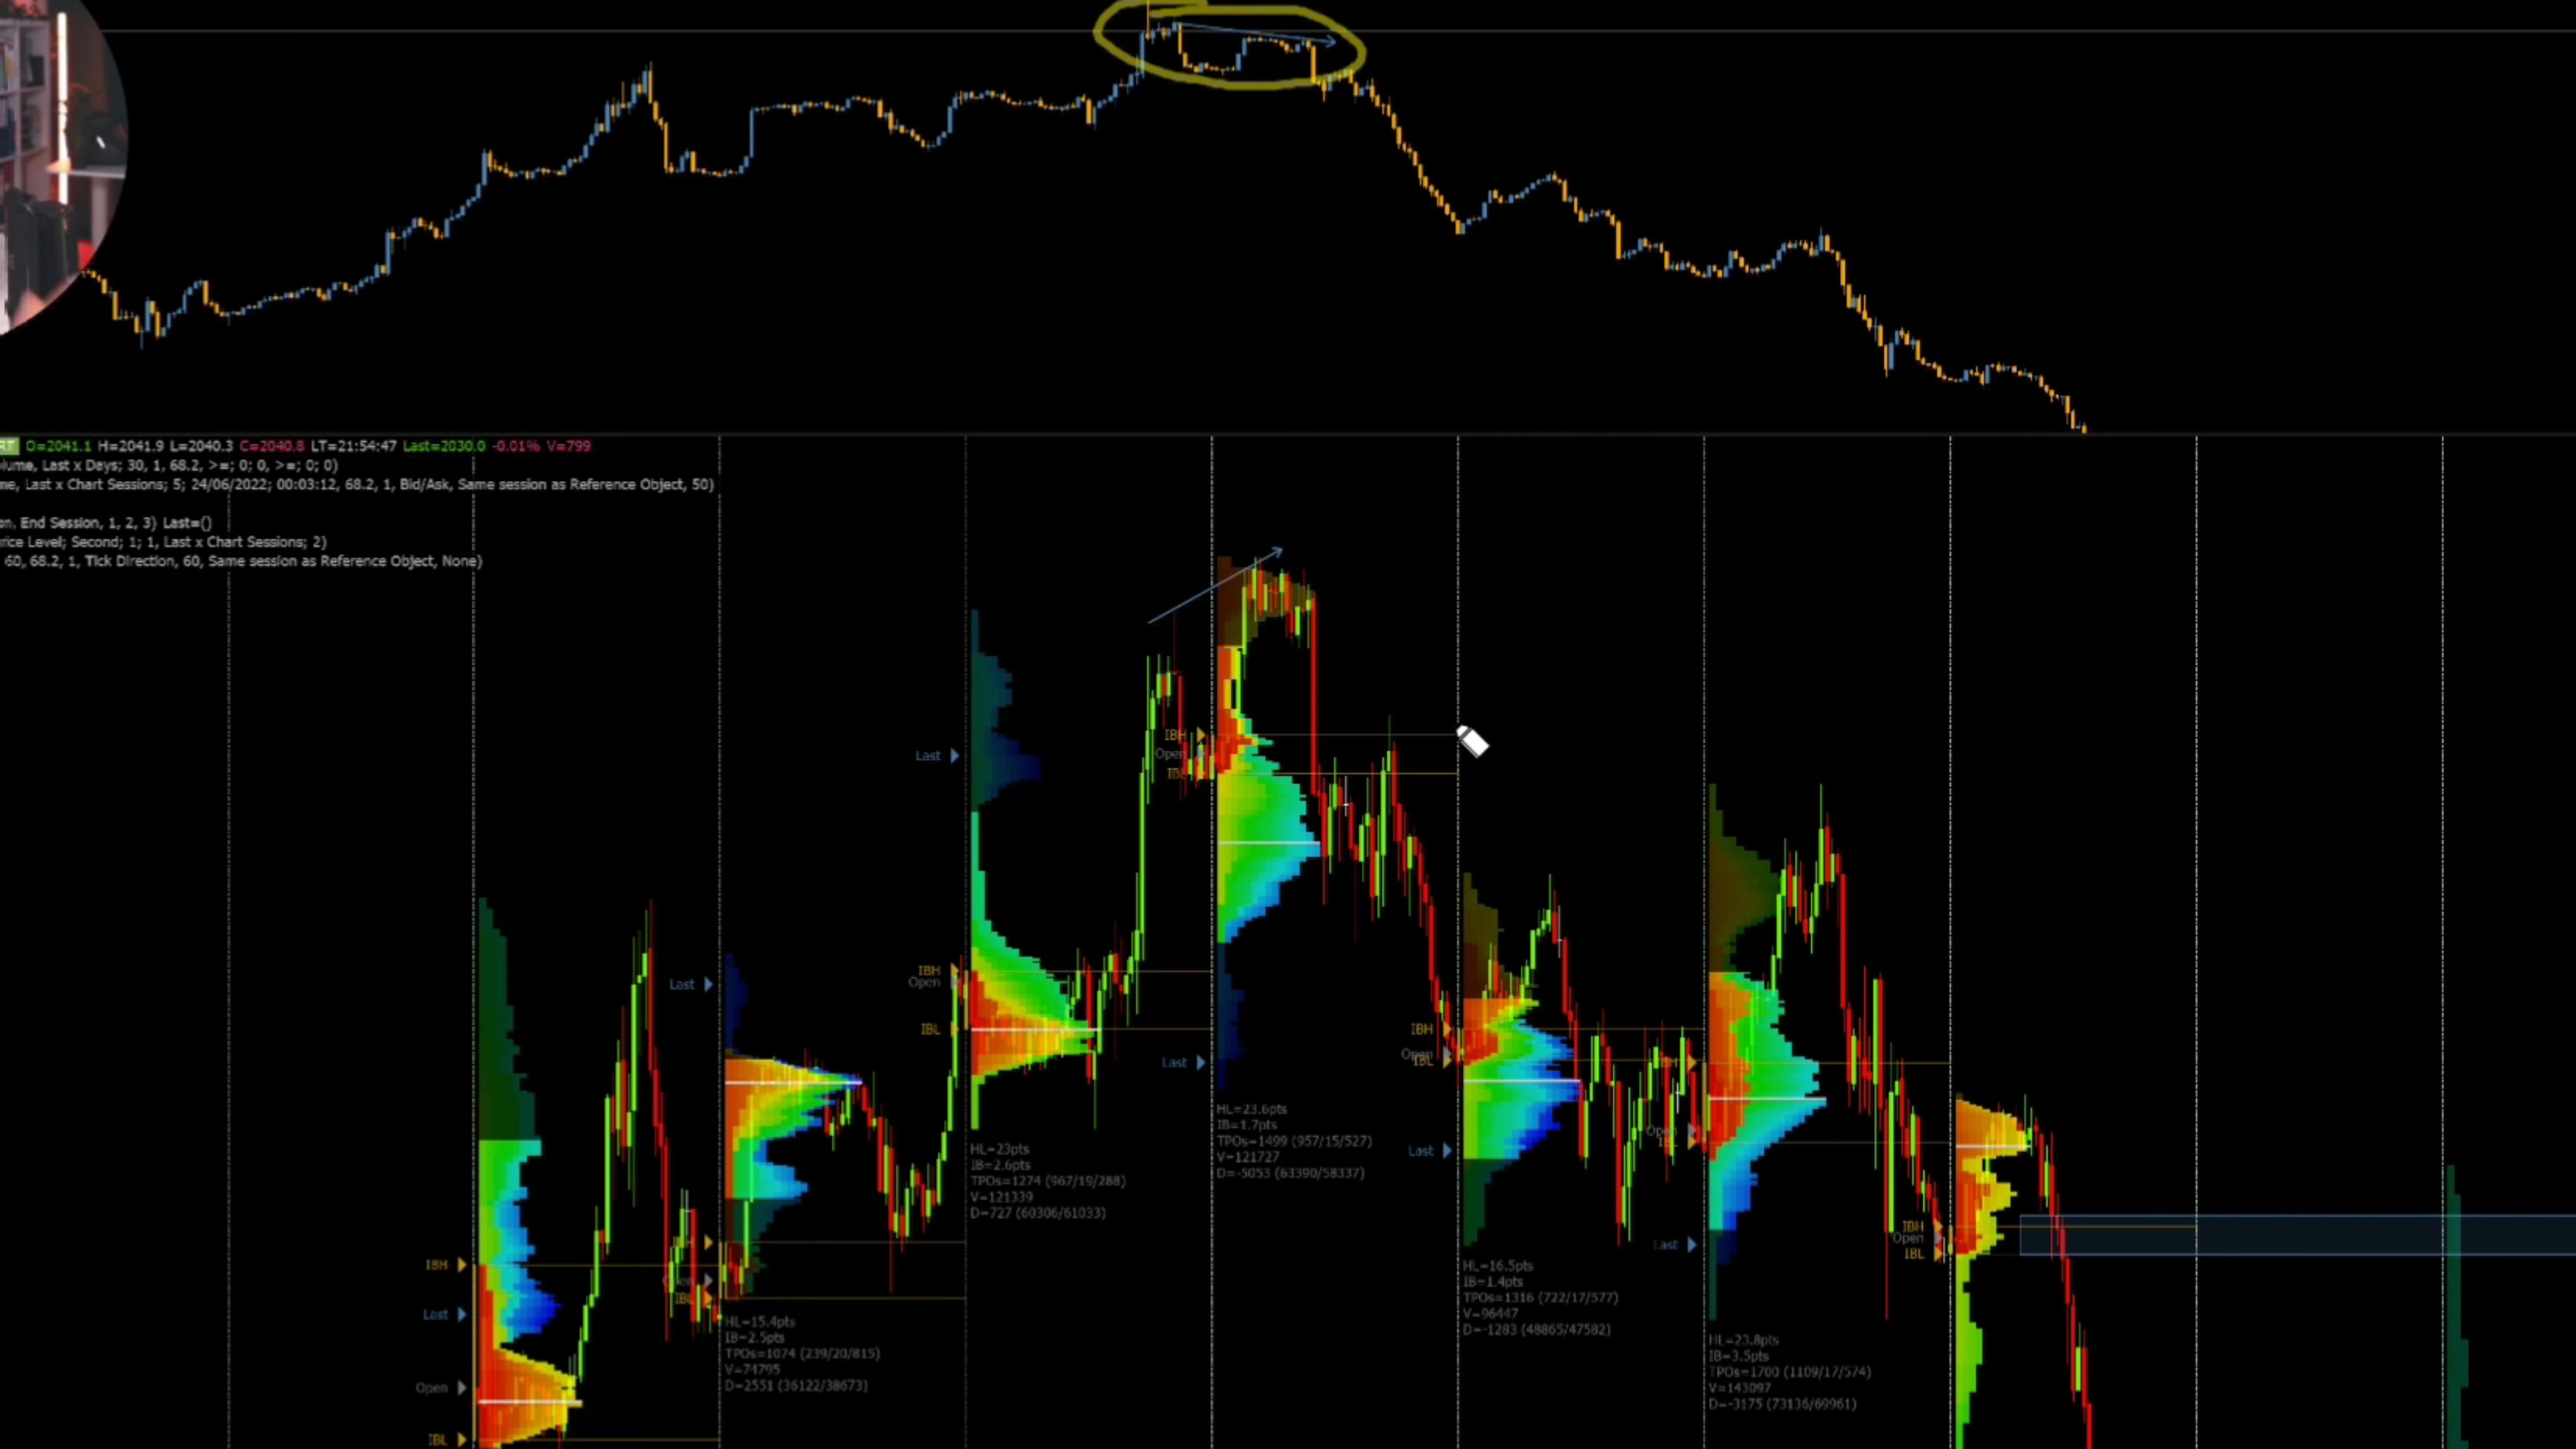 RT O=2041.1 H=2041.9 L=2040.3 C=2040.8 LT=21:54:47 Last=2030.0 -0.01% V=799
lume, Last x Days; 30, 1, 68.2, >=; 0; 0, >=; 0; 0)
me, Last x Chart Sessions; 5; 24/06/2022; 00:03:12, 68.2, 1, Bid/Ask, Same session as Reference Object, 50)
on, End Session, 1, 2, 3} Last=()
rice Level; Second; 1; 1, Last x Chart Sessions; 2)
60, 68.2, 1, Tick Direction, 60, Same session as Reference Object, None)
IBH
Last
Open
IBL
Last
Open
IBL
HL=15.4pts
IB=2.5pts
TPOs=1074 (239/20/815)
V=74795
D=2551 (36122/38673)
Last
IBH
Open
IBL
HL=23pts
IB=2.6pts
TPOs=1274 (967/19/288)
V=121339
D=727 (60306/61033)
IBH
Open
IBL
Last
HL=23.6pts
IB=1.7pts
TPOs=1499 (957/15/527)
V=121727
D=-5053 (63390/58337)
IBH
Open
IBL
Last
HL=16.5pts
IB=1.4pts
TPOs=1316 (722/17/577)
V=96447
D=-1283 (48865/47582)
Open
Last
HL=23.8pts
IB=3.5pts
TPOs=1700 (1109/17/574)
V=143097
D=-3175 (73136/69961)
IBH
Open
IBL